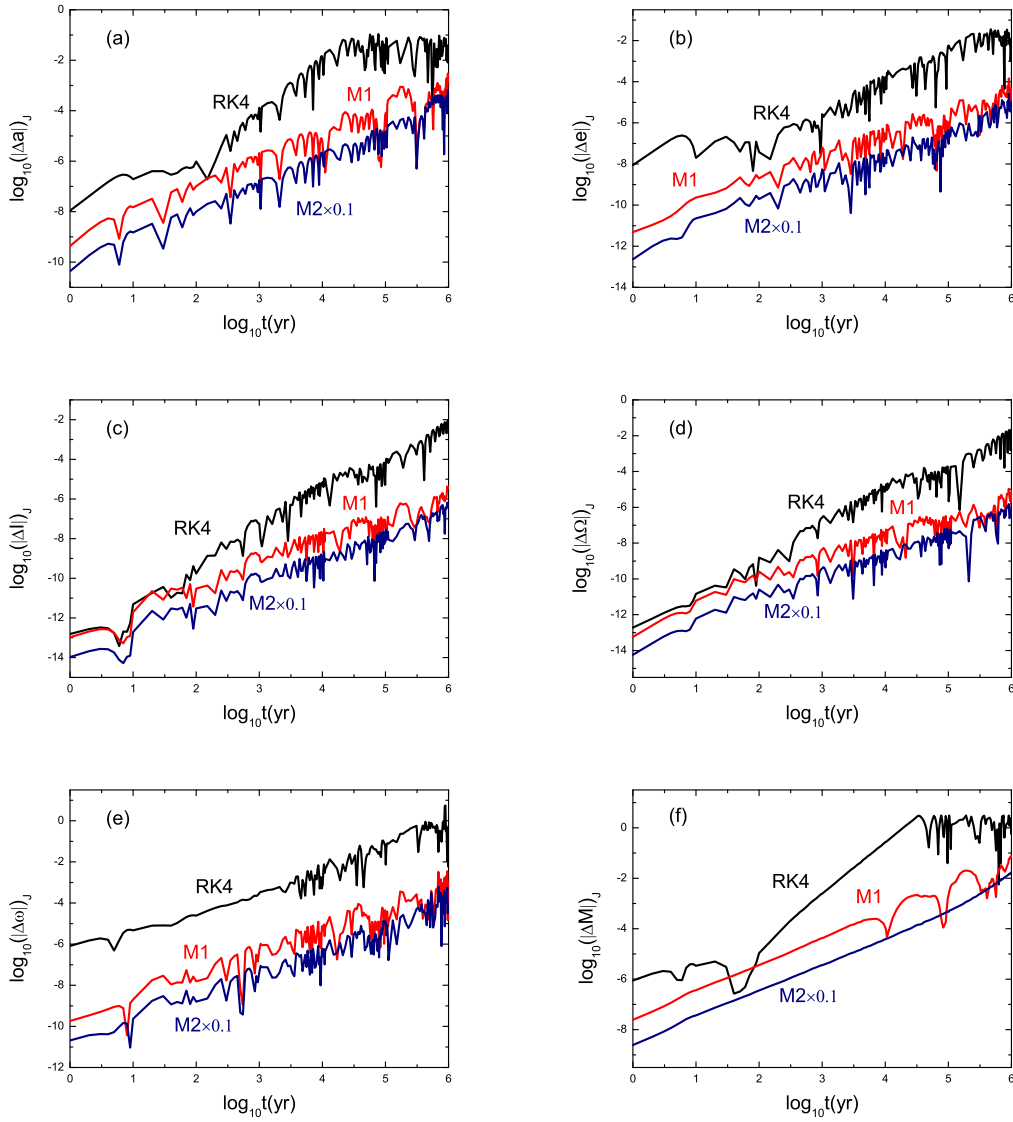 (a)
RK4
M1
M2×0.1
log₁₀(|Δa|)_J
0
-2
-4
-6
-8
-10
0 1 2 3 4 5 6
log₁₀t(yr)
(b)
RK4
M1
M2×0.1
log₁₀(|Δe|)_J
-2
-4
-6
-8
-10
-12
-14
0 1 2 3 4 5 6
log₁₀t(yr)
(c)
RK4
M1
M2×0.1
log₁₀(|ΔI|)_J
-2
-4
-6
-8
-10
-12
-14
0 1 2 3 4 5 6
log₁₀t(yr)
(d)
RK4
M1
M2×0.1
log₁₀(|ΔΩ|)_J
0
-2
-4
-6
-8
-10
-12
-14
0 1 2 3 4 5 6
log₁₀t(yr)
(e)
RK4
M1
M2×0.1
log₁₀(|Δω|)_J
0
-2
-4
-6
-8
-10
-12
0 1 2 3 4 5 6
log₁₀t(yr)
(f)
RK4
M1
M2×0.1
log₁₀(|ΔM|)_J
0
-2
-4
-6
-8
0 1 2 3 4 5 6
log₁₀t(yr)